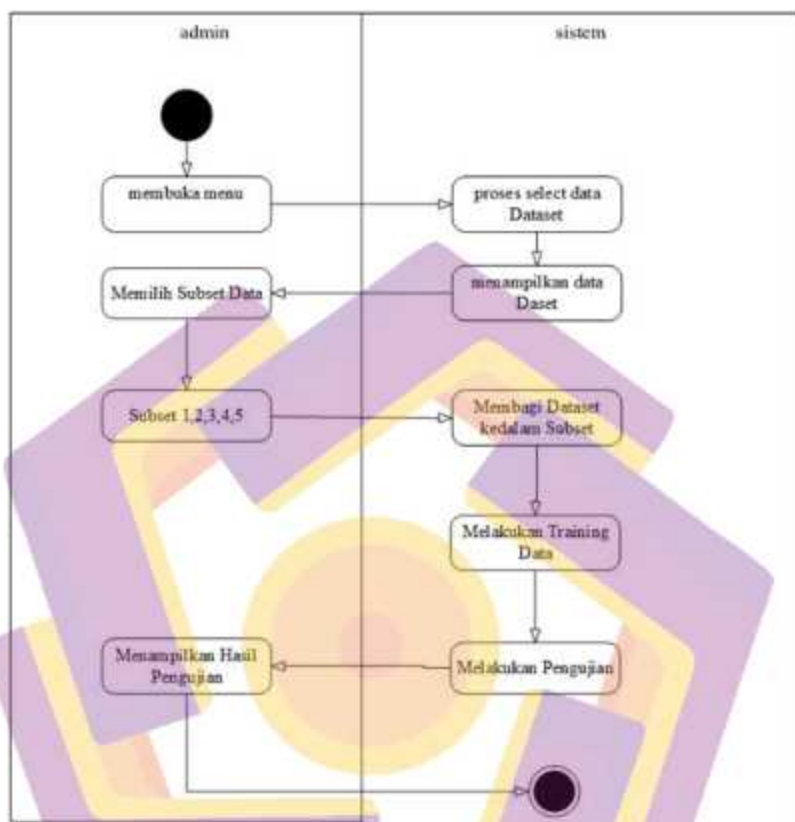 admin
sistem
membuka menu
proses select data
Dataset
menampilkan data
Daset
Memilih Subset Data
Subset 1,2,3,4,5
Membagi Dataset
kedalam Subset
Melakukan Training
Data
Melakukan Pengujian
Menampilkan Hasil
Pengujian